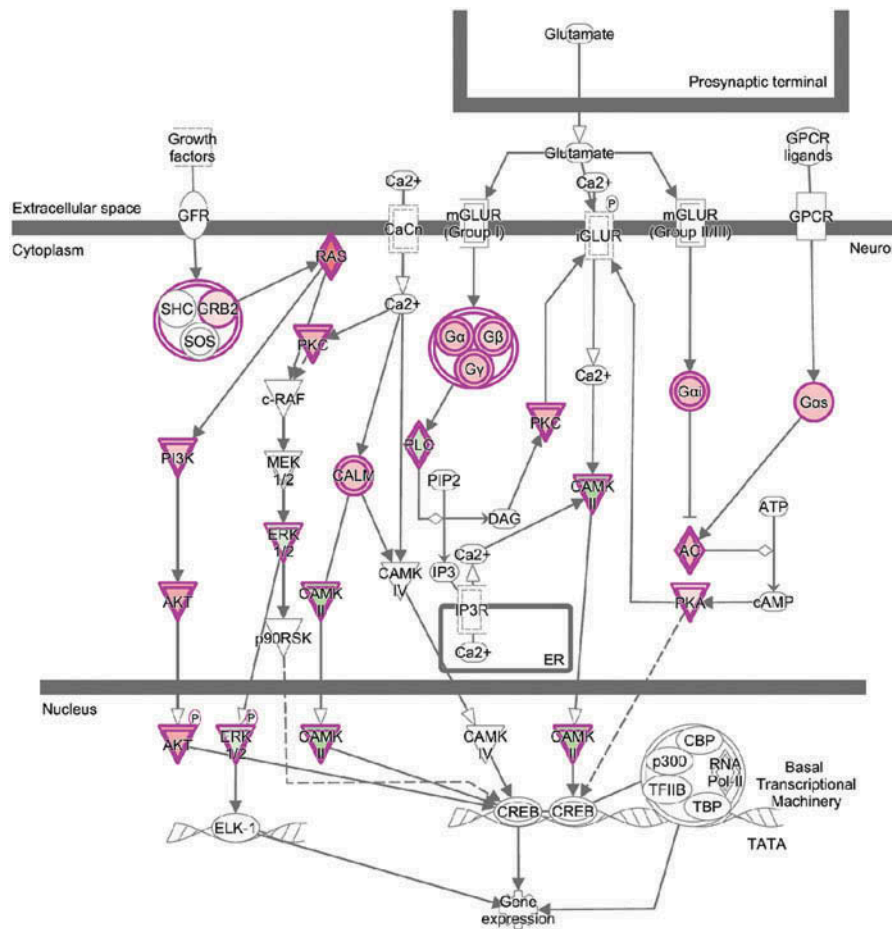 Glutamate
Presynaptic terminal
Growth
factors
GPCR
ligands
Glutamate
Ca2+
Ca2+
P
Extracellular space
GFR
CaCn
mGLUR
(Group I)
iGLUR
mGLUR
(Group II/III)
GPCR
Cytoplasm
Neuro
RAS
SHC
GRB2
SOS
Ca2+
PKC
Gα
Gβ
Gγ
Ca2+
c-RAF
Gαi
Gαs
PKC
PLC
PI3K
MEK
1/2
CALM
PIP2
CAMK
II
ATP
DAG
ERK
1/2
AC
Ca2+
CAMK
IV
IP3
AKT
CAMK
II
IP3R
PKA
cAMP
p90RSK
Ca2+
ER
Nucleus
P
P
AKT
ERK
1/2
CAMK
II
CAMK
IV
CAMK
II
CBP
p300
RNA
Pol-II
TFIIB
TBP
Basal
Transcriptional
Machinery
CREB
CREB
ELK-1
TATA
Gene
expression